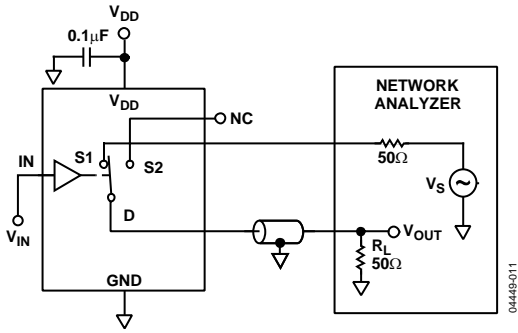 VDD
0.1μF
VDD
NC
NETWORK
ANALYZER
IN
S1
S2
50Ω
VS
D
VIN
VOUT
RL
50Ω
GND
04449-011